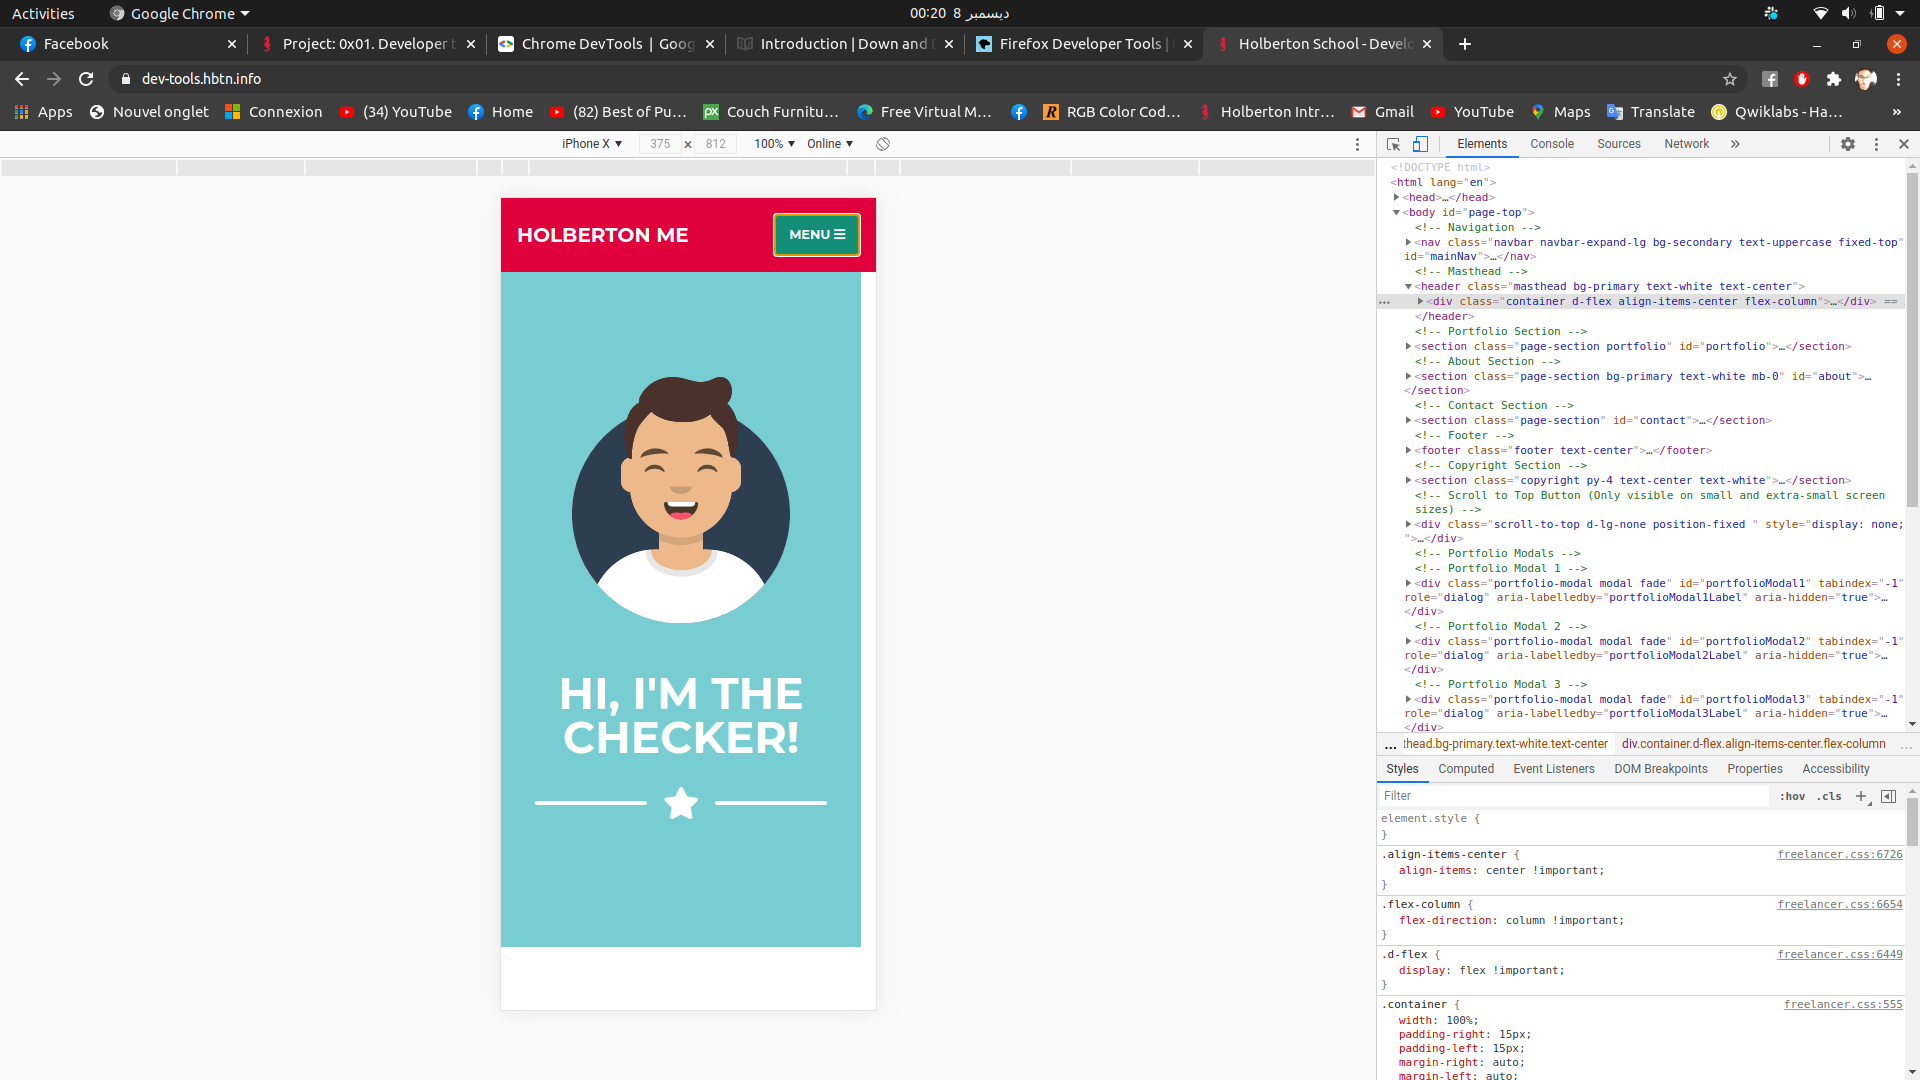 Activities Google Chrome 00:20 8 ديسمبر
Facebook Project: 0x01. Developer t Chrome DevTools | Goog Introduction | Down and D Firefox Developer Tools | Holberton School - Develo
dev-tools.hbtn.info
Apps Nouvel onglet Connexion (34) YouTube Home (82) Best of Pu... Couch Furnitu... Free Virtual M... RGB Color Cod... Holberton Intr... Gmail YouTube Maps Translate Qwiklabs - Ha... »
iPhone X 375 × 812 100% Online
Elements Console Sources Network »
<!DOCTYPE html>
<html lang="en">
<head>…</head>
<body id="page-top">
<!-- Navigation -->
<nav class="navbar navbar-expand-lg bg-secondary text-uppercase fixed-top"
id="mainNav">…</nav>
<!-- Masthead -->
<header class="masthead bg-primary text-white text-center">
<div class="container d-flex align-items-center flex-column">…</div> ==
</header>
<!-- Portfolio Section -->
<section class="page-section portfolio" id="portfolio">…</section>
<!-- About Section -->
<section class="page-section bg-primary text-white mb-0" id="about">…
</section>
<!-- Contact Section -->
<section class="page-section" id="contact">…</section>
<!-- Footer -->
<footer class="footer text-center">…</footer>
<!-- Copyright Section -->
<section class="copyright py-4 text-center text-white">…</section>
<!-- Scroll to Top Button (Only visible on small and extra-small screen
sizes) -->
<div class="scroll-to-top d-lg-none position-fixed " style="display: none;
">…</div>
<!-- Portfolio Modals -->
<!-- Portfolio Modal 1 -->
<div class="portfolio-modal modal fade" id="portfolioModal1" tabindex="-1"
role="dialog" aria-labelledby="portfolioModal1Label" aria-hidden="true">…
</div>
<!-- Portfolio Modal 2 -->
<div class="portfolio-modal modal fade" id="portfolioModal2" tabindex="-1"
role="dialog" aria-labelledby="portfolioModal2Label" aria-hidden="true">…
</div>
<!-- Portfolio Modal 3 -->
<div class="portfolio-modal modal fade" id="portfolioModal3" tabindex="-1"
role="dialog" aria-labelledby="portfolioModal3Label" aria-hidden="true">…
</div>
... thead.bg-primary.text-white.text-center div.container.d-flex.align-items-center.flex-column ...
Styles Computed Event Listeners DOM Breakpoints Properties Accessibility
Filter :hov .cls +
element.style {
}
.align-items-center { freelancer.css:6726
align-items: center !important;
}
.flex-column { freelancer.css:6654
flex-direction: column !important;
}
.d-flex { freelancer.css:6449
display: flex !important;
}
.container { freelancer.css:555
width: 100%;
padding-right: 15px;
padding-left: 15px;
margin-right: auto;
margin-left: auto;
HOLBERTON ME MENU
HI, I'M THE
CHECKER!